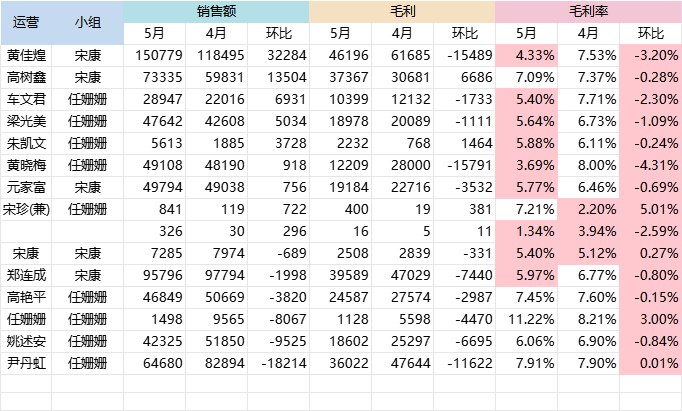 运营 小组 销售额 毛利 毛利率
5月 4月 环比 5月 4月 环比 5月 4月 环比
黄佳煌 宋康 150779 118495 32284 46196 61685 -15489 4.33% 7.53% -3.20%
高树鑫 宋康 73335 59831 13504 37367 30681 6686 7.09% 7.37% -0.28%
车文君 任姗姗 28947 22016 6931 10399 12132 -1733 5.40% 7.71% -2.30%
梁光美 任姗姗 47642 42608 5034 18978 20089 -1111 5.64% 6.73% -1.09%
朱凯文 任姗姗 5613 1885 3728 2232 768 1464 5.88% 6.11% -0.24%
黄晓梅 任姗姗 49108 48190 918 12209 28000 -15791 3.69% 8.00% -4.31%
元家富 宋康 49794 49038 756 19184 22716 -3532 5.77% 6.46% -0.69%
宋珍(兼) 任姗姗 841 119 722 400 19 381 7.21% 2.20% 5.01%
326 30 296 16 5 11 1.34% 3.94% -2.59%
宋康 宋康 7285 7974 -689 2508 2839 -331 5.40% 5.12% 0.27%
郑连成 宋康 95796 97794 -1998 39589 47029 -7440 5.97% 6.77% -0.80%
高艳平 任姗姗 46849 50669 -3820 24587 27574 -2987 7.45% 7.60% -0.15%
任姗姗 任姗姗 1498 9565 -8067 1128 5598 -4470 11.22% 8.21% 3.00%
姚述安 任姗姗 42325 51850 -9525 18602 25297 -6695 6.06% 6.90% -0.84%
尹丹虹 任姗姗 64680 82894 -18214 36022 47644 -11622 7.91% 7.90% 0.01%